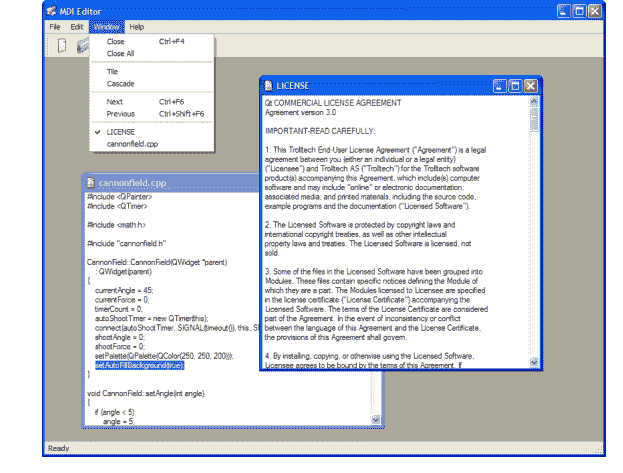 MDI Editor
File Edit Window Help
Close Ctrl+F4
Close All
Tile
Cascade
Next Ctrl+F6
Previous Ctrl+Shift+F6
✓ LICENSE
cannonfield.cpp
cannonfield.cpp
#include <QPainter>
#include <QTimer>
#include <math.h>
#include "cannonfield.h"
CannonField::CannonField(QWidget *parent)
: QWidget(parent)
{
currentAngle = 45;
currentForce = 0;
timerCount = 0;
autoShootTimer = new QTimer(this);
connect(autoShootTimer, SIGNAL(timeout()), this, SI
shootAngle = 0;
shootForce = 0;
setPalette(QPalette(QColor(250, 250, 200)));
setAutoFillBackground(true);
}
void CannonField::setAngle(int angle)
{
if (angle < 5)
angle = 5;
LICENSE
Qt COMMERCIAL LICENSE AGREEMENT
Agreement version 3.0
IMPORTANT-READ CAREFULLY:
1. This Trolltech End-User License Agreement ("Agreement") is a legal
agreement between you (either an individual or a legal entity)
("Licensee") and Trolltech AS ("Trolltech") for the Trolltech software
product(s) accompanying this Agreement, which include(s) computer
software and may include "online" or electronic documentation,
associated media, and printed materials, including the source code,
example programs and the documentation ("Licensed Software").
2. The Licensed Software is protected by copyright laws and
international copyright treaties, as well as other intellectual
property laws and treaties. The Licensed Software is licensed, not
sold.
3. Some of the files in the Licensed Software have been grouped into
Modules. These files contain specific notices defining the Module of
which they are a part. The Modules licensed to Licensee are specified
in the license certificate ("License Certificate") accompanying the
Licensed Software. The terms of the License Certificate are considered
part of the Agreement. In the event of inconsistency or conflict
between the language of this Agreement and the License Certificate,
the provisions of this Agreement shall govern.
4. By installing, copying, or otherwise using the Licensed Software,
Licensee agrees to be bound by the terms of this Agreement. If
Ready